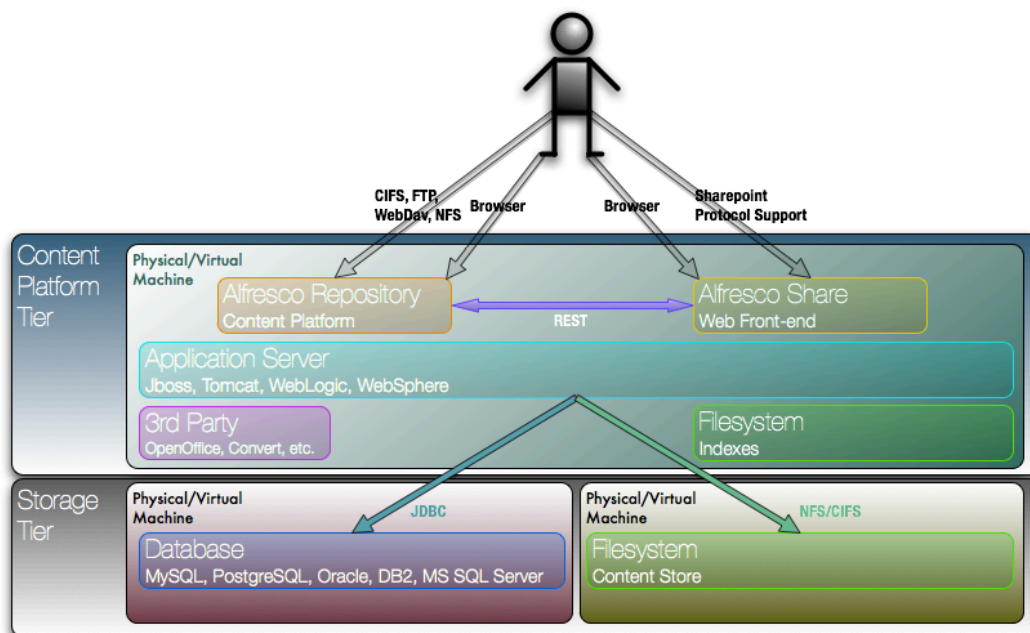 CIFS, FTP,
WebDav, NFS
Browser
Browser
Sharepoint
Protocol Support
Content
Platform
Tier
Physical/Virtual
Machine
Alfresco Repository
Content Platform
REST
Alfresco Share
Web Front-end
Application Server
Jboss, Tomcat, WebLogic, WebSphere
3rd Party
OpenOffice, Convert, etc.
Filesystem
Indexes
Storage
Tier
Physical/Virtual
Machine
JDBC
Database
MySQL, PostgreSQL, Oracle, DB2, MS SQL Server
Physical/Virtual
Machine
NFS/CIFS
Filesystem
Content Store